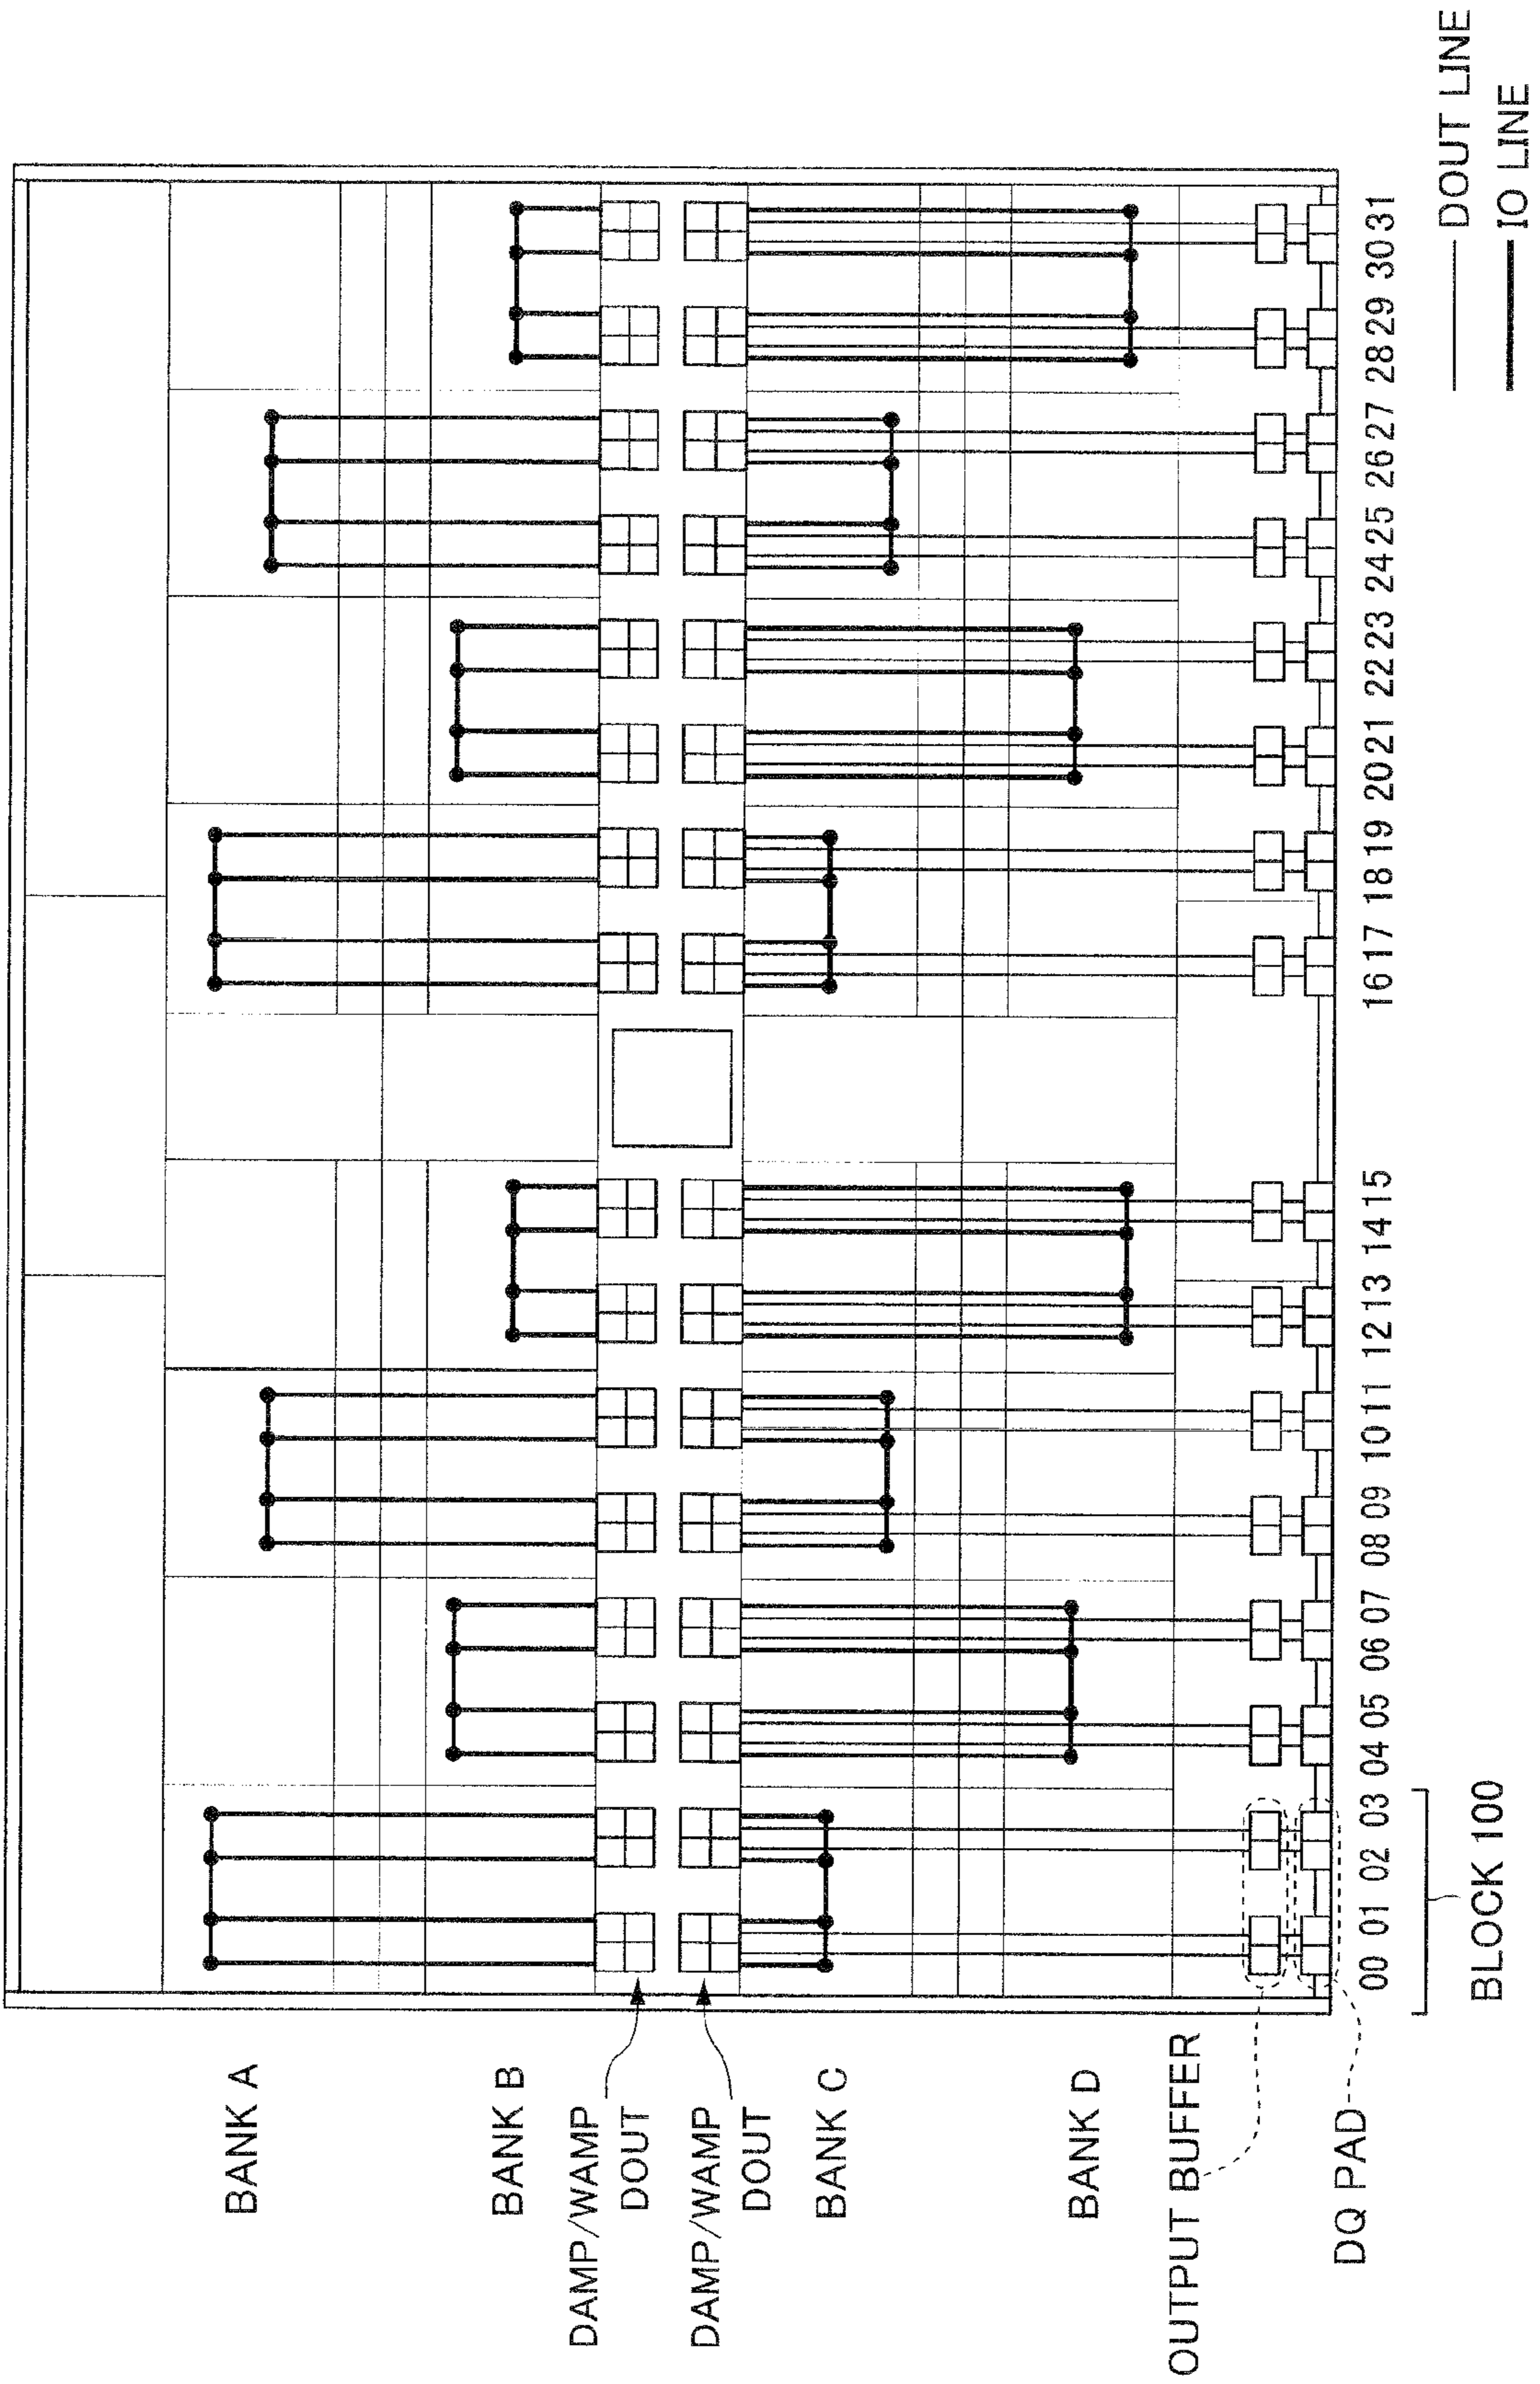 BANK A
BANK B
DAMP/WAMP
DOUT
DAMP/WAMP
DOUT
BANK C
BANK D
OUTPUT BUFFER
DQ PAD
00 01 02 03 04 05 06 07 08 09 10 11 12 13 14 15 16 17 18 19 20 21 22 23 24 25 26 27 28 29 30 31
BLOCK 100
DOUT LINE
IO LINE